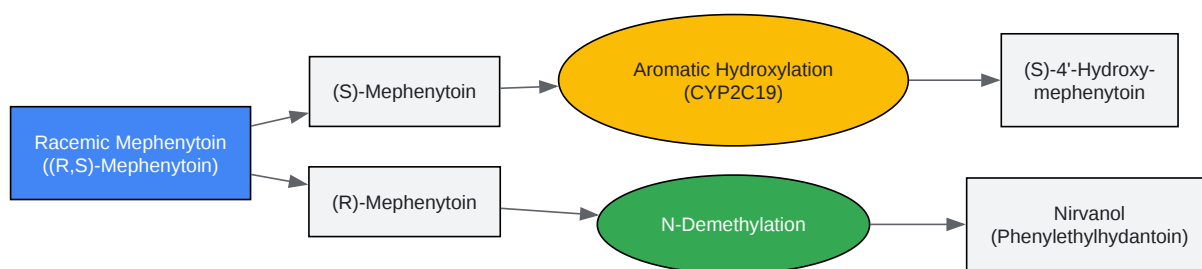 Racemic Mephenytoin
((R,S)-Mephenytoin)
(S)-Mephenytoin
Aromatic Hydroxylation
(CYP2C19)
(S)-4'-Hydroxy-
mephenytoin
(R)-Mephenytoin
N-Demethylation
Nirvanol
(Phenylethylhydantoin)